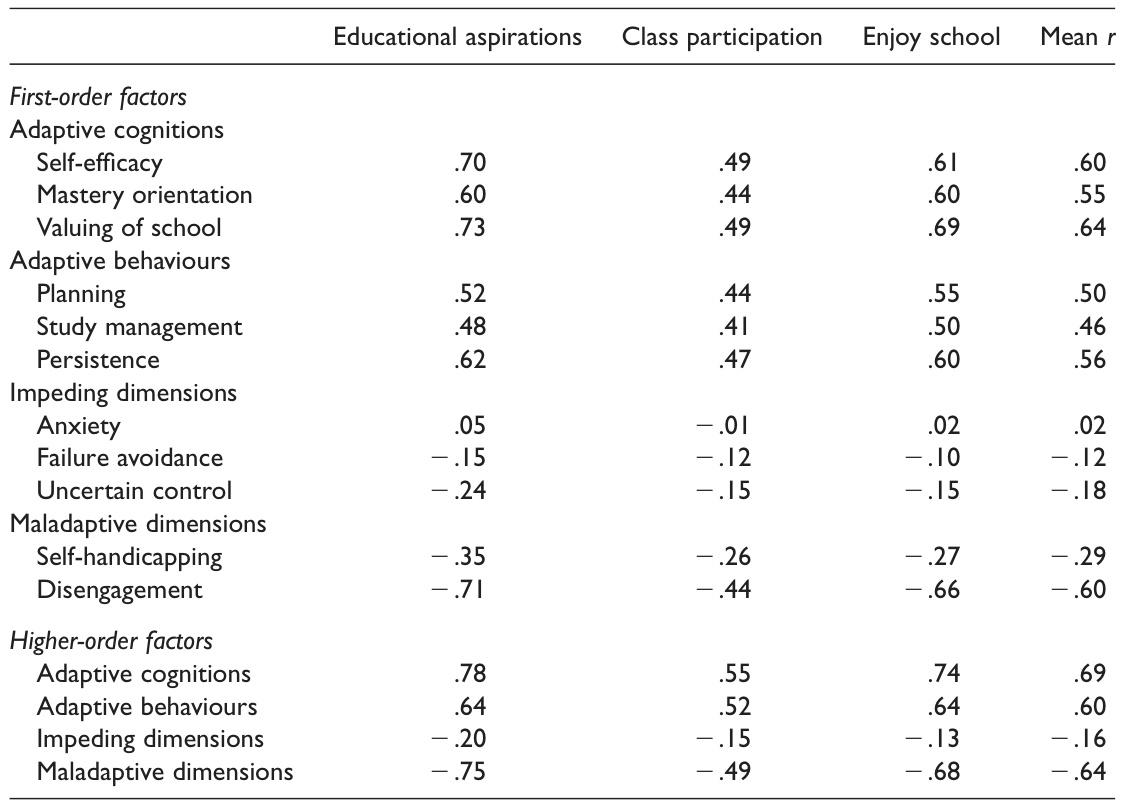 Educational aspirations Class participation Enjoy school Mean r
First-order factors
Adaptive cognitions
Self-efficacy .70 .49 .61 .60
Mastery orientation .60 .44 .60 .55
Valuing of school .73 .49 .69 .64
Adaptive behaviours
Planning .52 .44 .55 .50
Study management .48 .41 .50 .46
Persistence .62 .47 .60 .56
Impeding dimensions
Anxiety .05 −.01 .02 .02
Failure avoidance −.15 −.12 −.10 −.12
Uncertain control −.24 −.15 −.15 −.18
Maladaptive dimensions
Self-handicapping −.35 −.26 −.27 −.29
Disengagement −.71 −.44 −.66 −.60
Higher-order factors
Adaptive cognitions .78 .55 .74 .69
Adaptive behaviours .64 .52 .64 .60
Impeding dimensions −.20 −.15 −.13 −.16
Maladaptive dimensions −.75 −.49 −.68 −.64